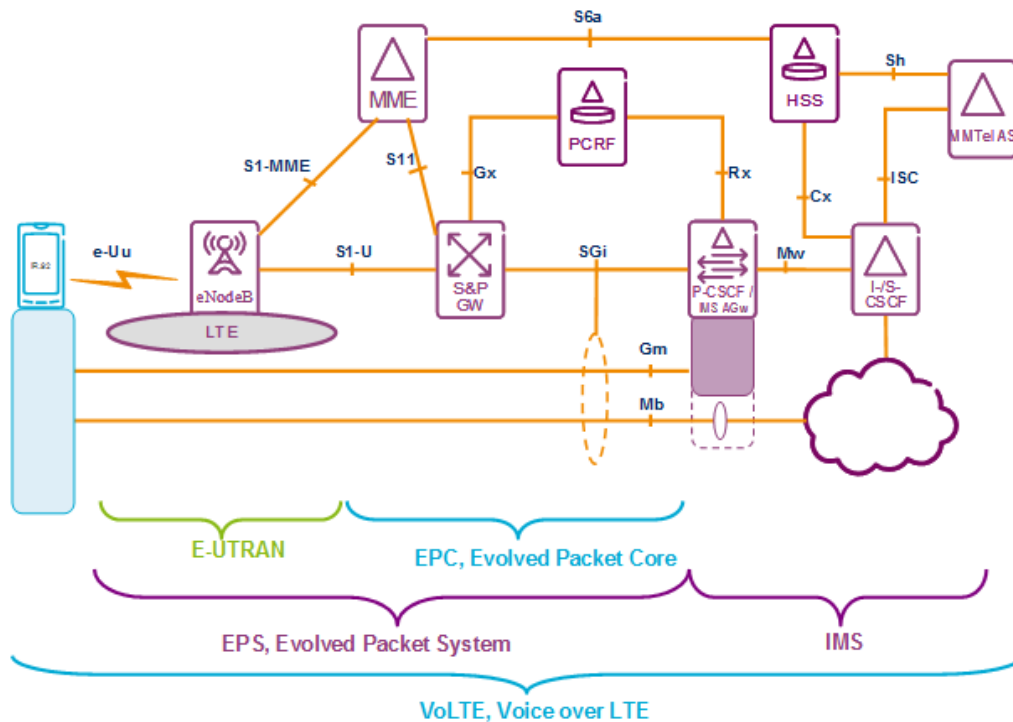 S6a
MME
HSS
Sh
MMTel AS
PCRF
S1-MME
S11
Gx
Rx
Cx
ISC
IR.92
e-Uu
eNodeB
S1-U
S&P
GW
SGi
P-CSCF /
IMS AGw
Mw
I-/S-
CSCF
LTE
Gm
Mb
E-UTRAN
EPC, Evolved Packet Core
EPS, Evolved Packet System
IMS
VoLTE, Voice over LTE